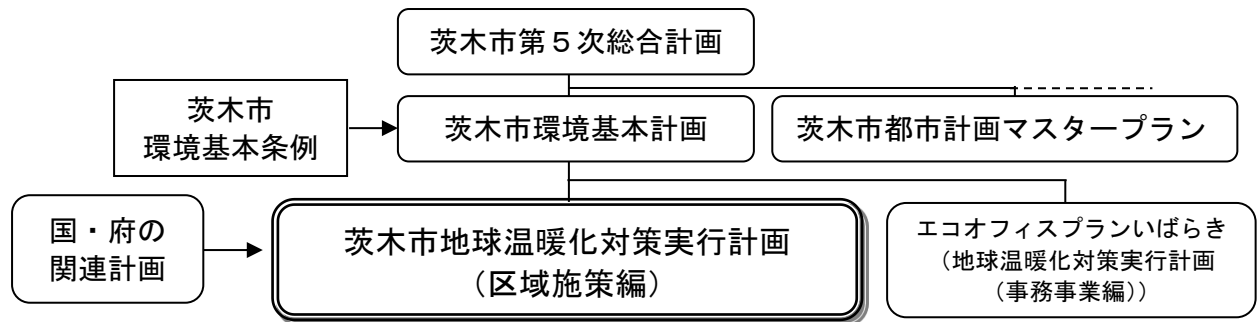 茨木市第５次総合計画
茨木市
環境基本条例
茨木市環境基本計画
茨木市都市計画マスタープラン
国・府の
関連計画
茨木市地球温暖化対策実行計画
（区域施策編）
エコオフィスプランいばらき
（地球温暖化対策実行計画
（事務事業編））